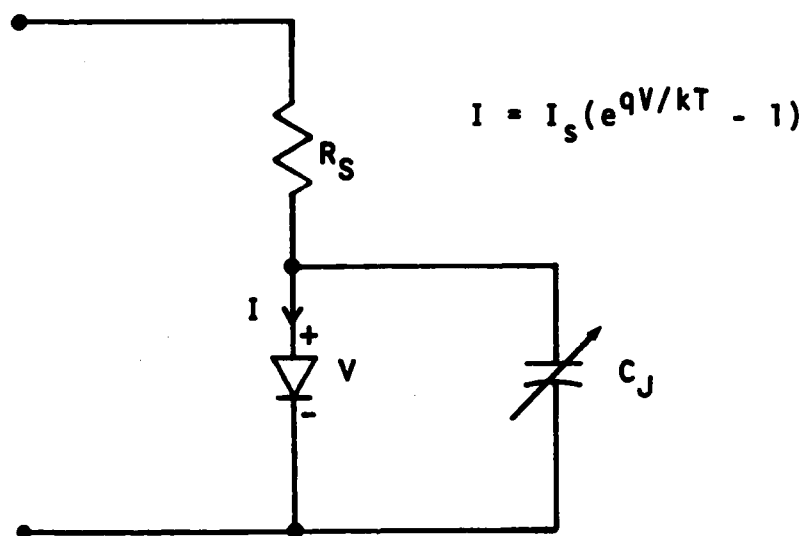 I = I_s(e^{qV/kT} - 1)
R_S
I
+
V
-
C_J